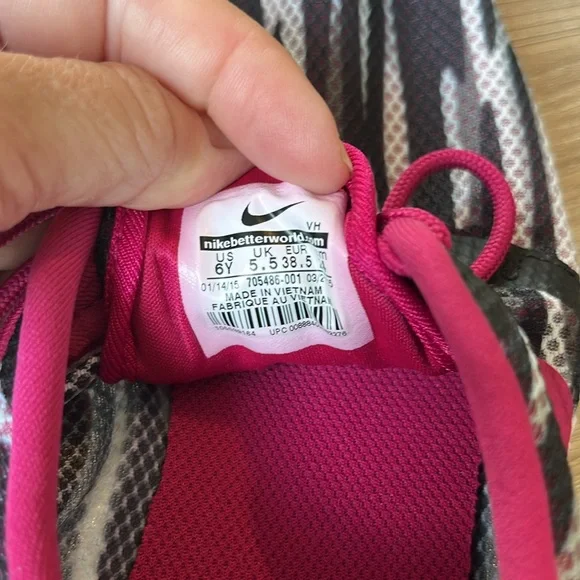 VH
nikebetterworld.com
US UK EUR cm
6Y 5.5 38.5
01/14/15 705486-001
MADE IN VIETNAM
FABRIQUE AU VIETNAM
UPC